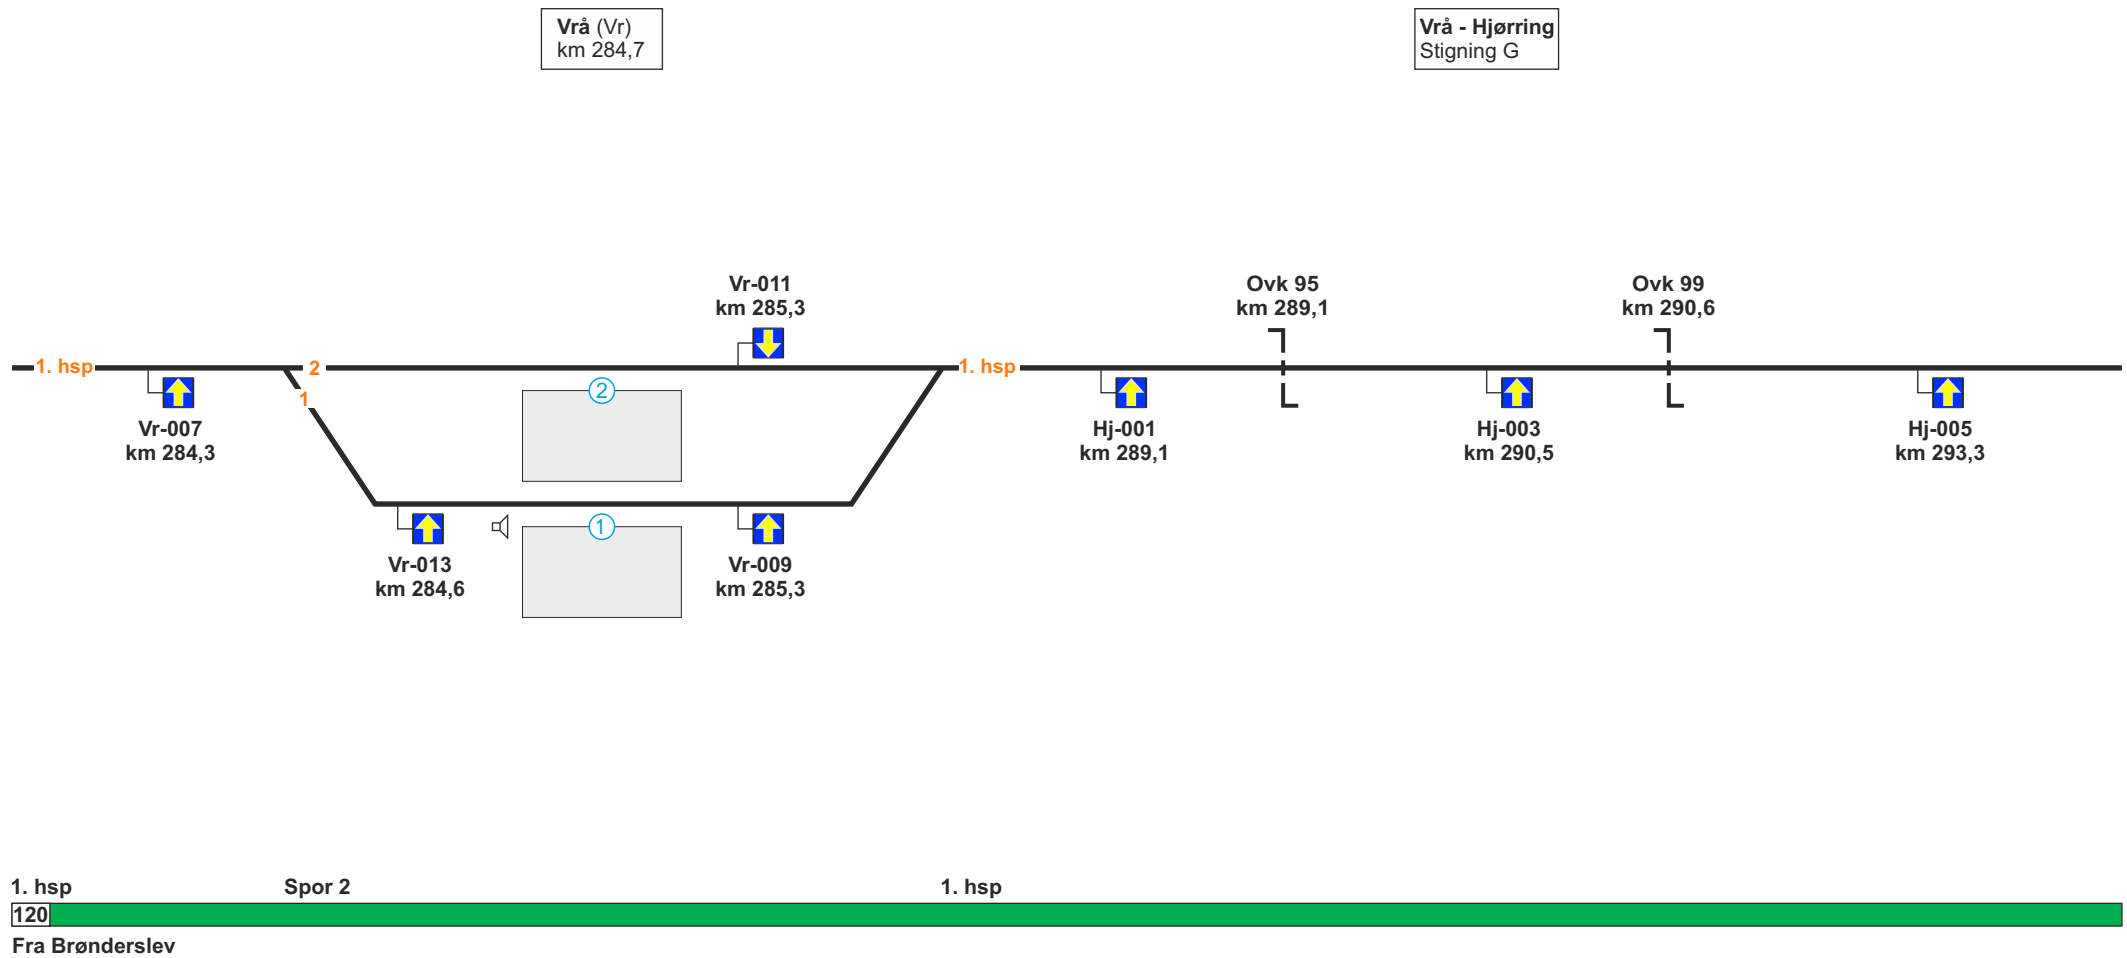 Vrå (Vr)
km 284,7
Vrå - Hjørring
Stigning G
Vr-011
km 285,3
Ovk 95
km 289,1
Ovk 99
km 290,6
1. hsp
2
1
1. hsp
2
Vr-007
km 284,3
Hj-001
km 289,1
Hj-003
km 290,5
Hj-005
km 293,3
1
Vr-013
km 284,6
Vr-009
km 285,3
1. hsp
Spor 2
1. hsp
120
Fra Brønderslev